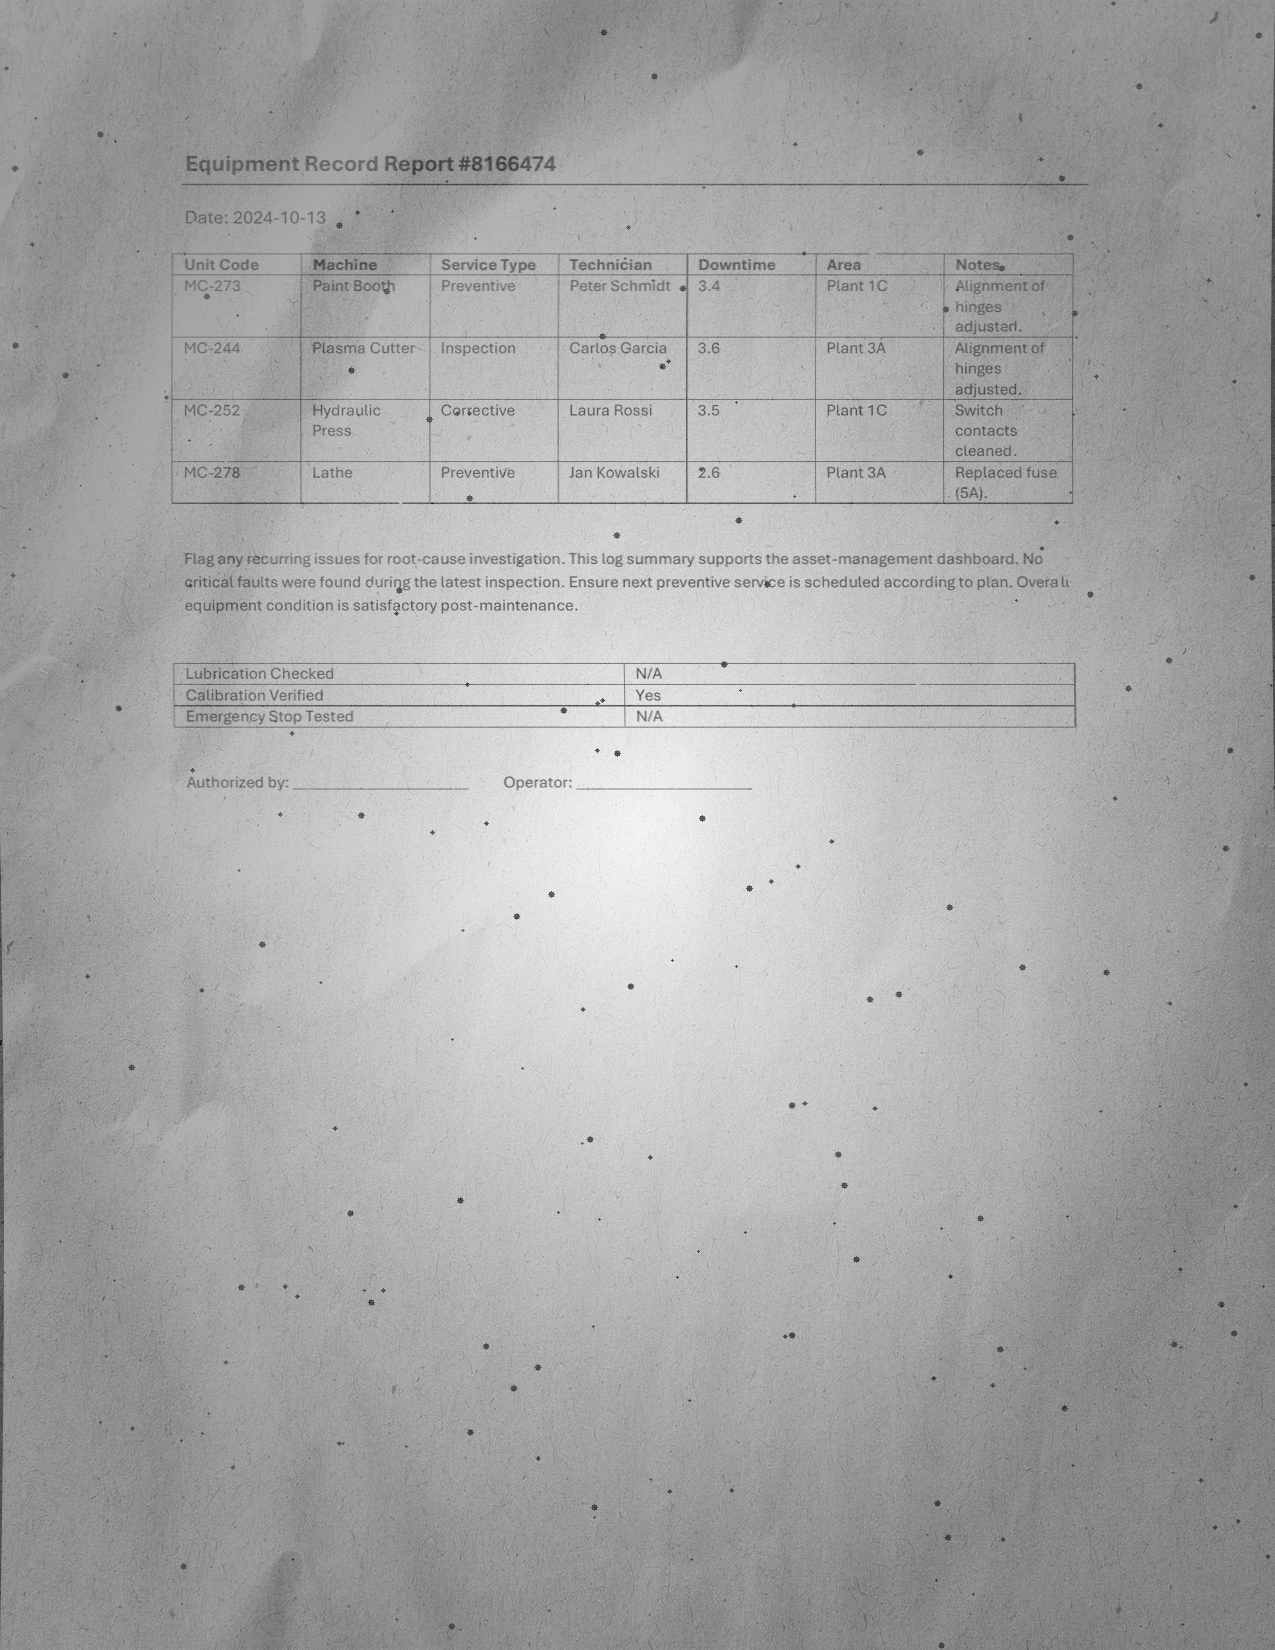 Equipment Record Report #8166474
Date: 2024-10-13
Unit Code Machine Service Type Technician Downtime Area Notes
MC-273 Paint Booth Preventive Peter Schmidt 3.4 Plant 1C Alignment of
hinges
adjusted.
MC-244 Plasma Cutter Inspection Carlos Garcia 3.6 Plant 3A Alignment of
hinges
adjusted.
MC-252 Hydraulic Corrective Laura Rossi 3.5 Plant 1C Switch
Press contacts
cleaned.
MC-278 Lathe Preventive Jan Kowalski 2.6 Plant 3A Replaced fuse
(5A).
Flag any recurring issues for root-cause investigation. This log summary supports the asset-management dashboard. No
critical faults were found during the latest inspection. Ensure next preventive service is scheduled according to plan. Overall
equipment condition is satisfactory post-maintenance.
Lubrication Checked N/A
Calibration Verified Yes
Emergency Stop Tested N/A
Authorized by: ____________________ Operator: ____________________